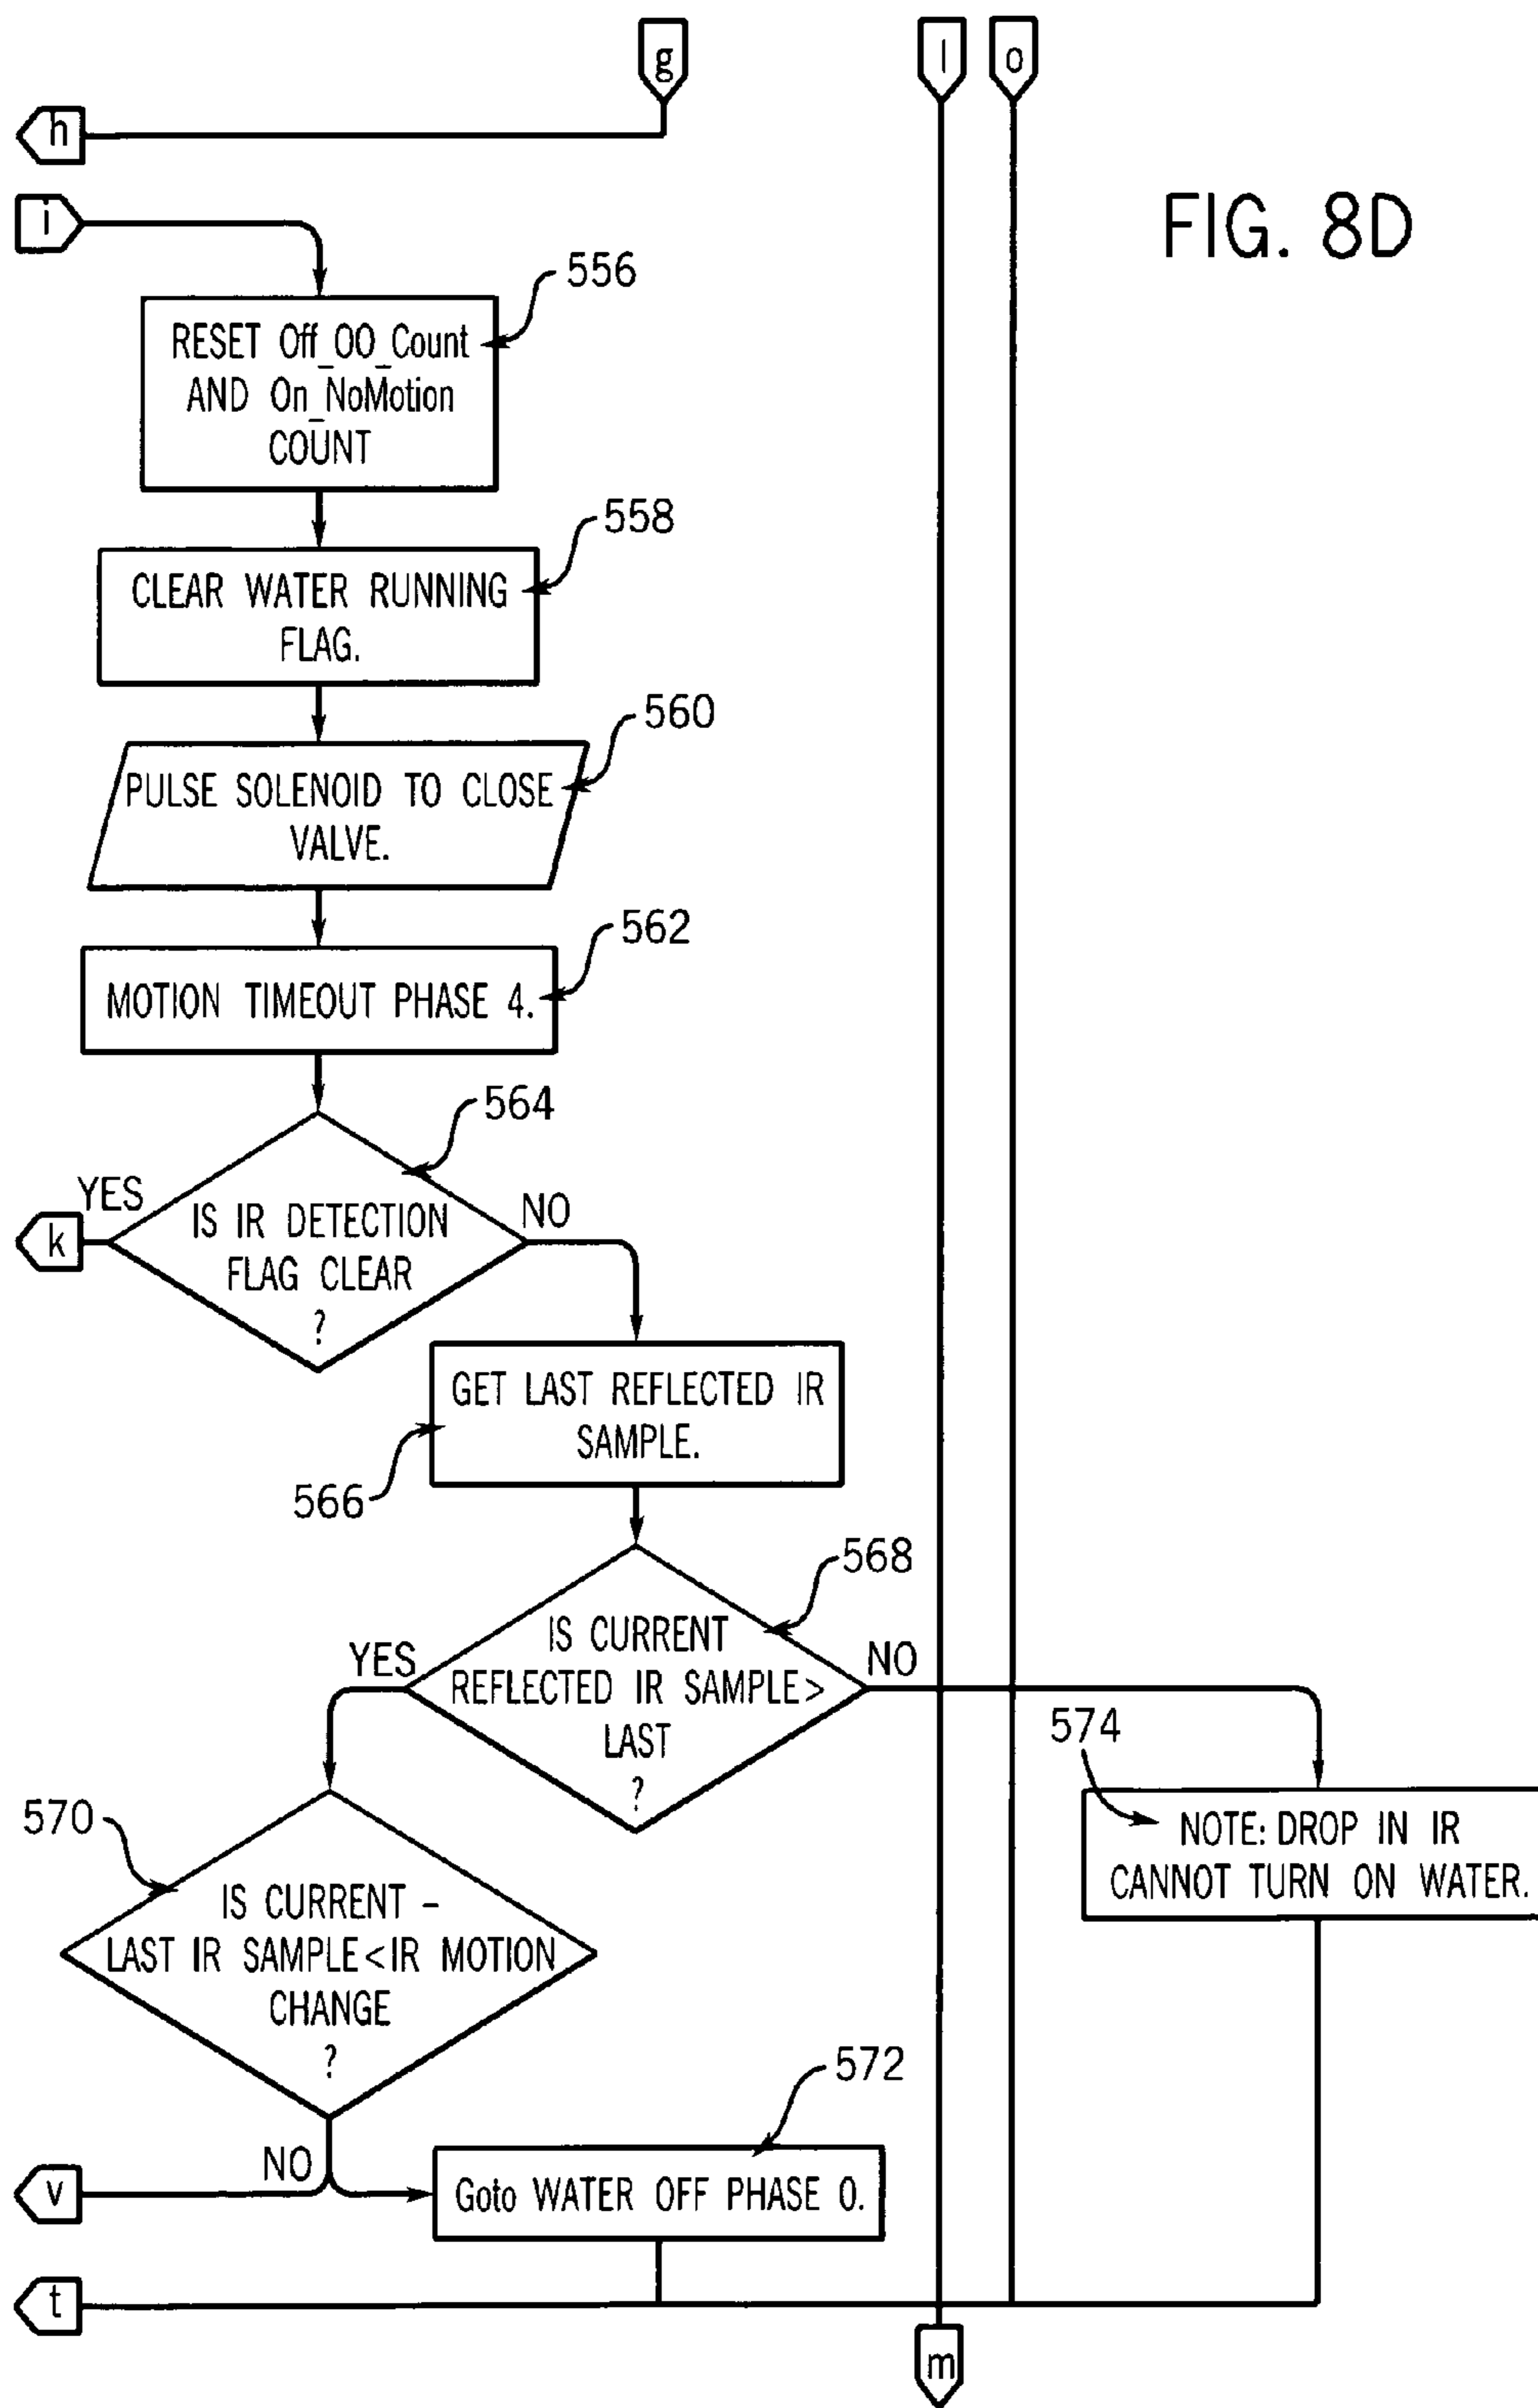 g
l
o
h
FIG. 8D
i
556
RESET Off_OO_Count
AND On_NoMotion
COUNT
558
CLEAR WATER RUNNING
FLAG.
560
PULSE SOLENOID TO CLOSE
VALVE.
562
MOTION TIMEOUT PHASE 4.
564
YES
NO
k
IS IR DETECTION
FLAG CLEAR
?
GET LAST REFLECTED IR
SAMPLE.
566
568
YES
NO
IS CURRENT
REFLECTED IR SAMPLE>
LAST
?
574
NOTE: DROP IN IR
CANNOT TURN ON WATER.
570
IS CURRENT –
LAST IR SAMPLE<IR MOTION
CHANGE
?
572
NO
v
Goto WATER OFF PHASE 0.
t
m